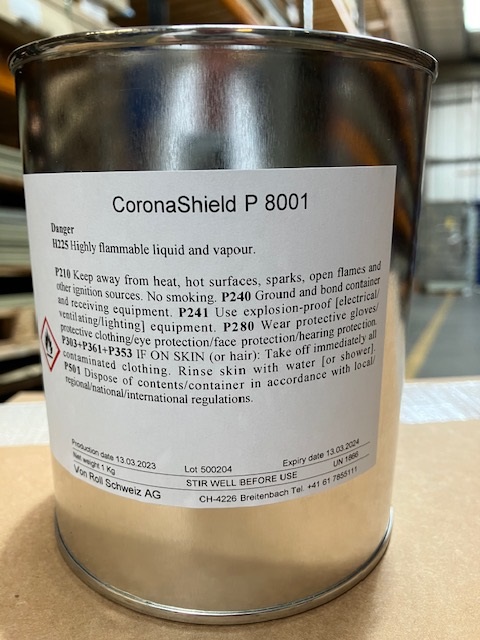 CoronaShield P 8001
Danger
H225 Highly flammable liquid and vapour.
P210 Keep away from heat, hot surfaces, sparks, open flames and
other ignition sources. No smoking. P240 Ground and bond container
and receiving equipment. P241 Use explosion-proof [electrical/
ventilating/lighting] equipment. P280 Wear protective gloves/
protective clothing/eye protection/face protection/hearing protection.
P303+P361+P353 IF ON SKIN (or hair): Take off immediately all
contaminated clothing. Rinse skin with water [or shower].
P501 Dispose of contents/container in accordance with local/
regional/national/international regulations.
Production date 13.03.2023 Lot 500204 Expiry date 13.03.2024
Net weight 1 Kg STIR WELL BEFORE USE UN 1866
Von Roll Schweiz AG CH-4226 Breitenbach Tel. +41 61 7855111